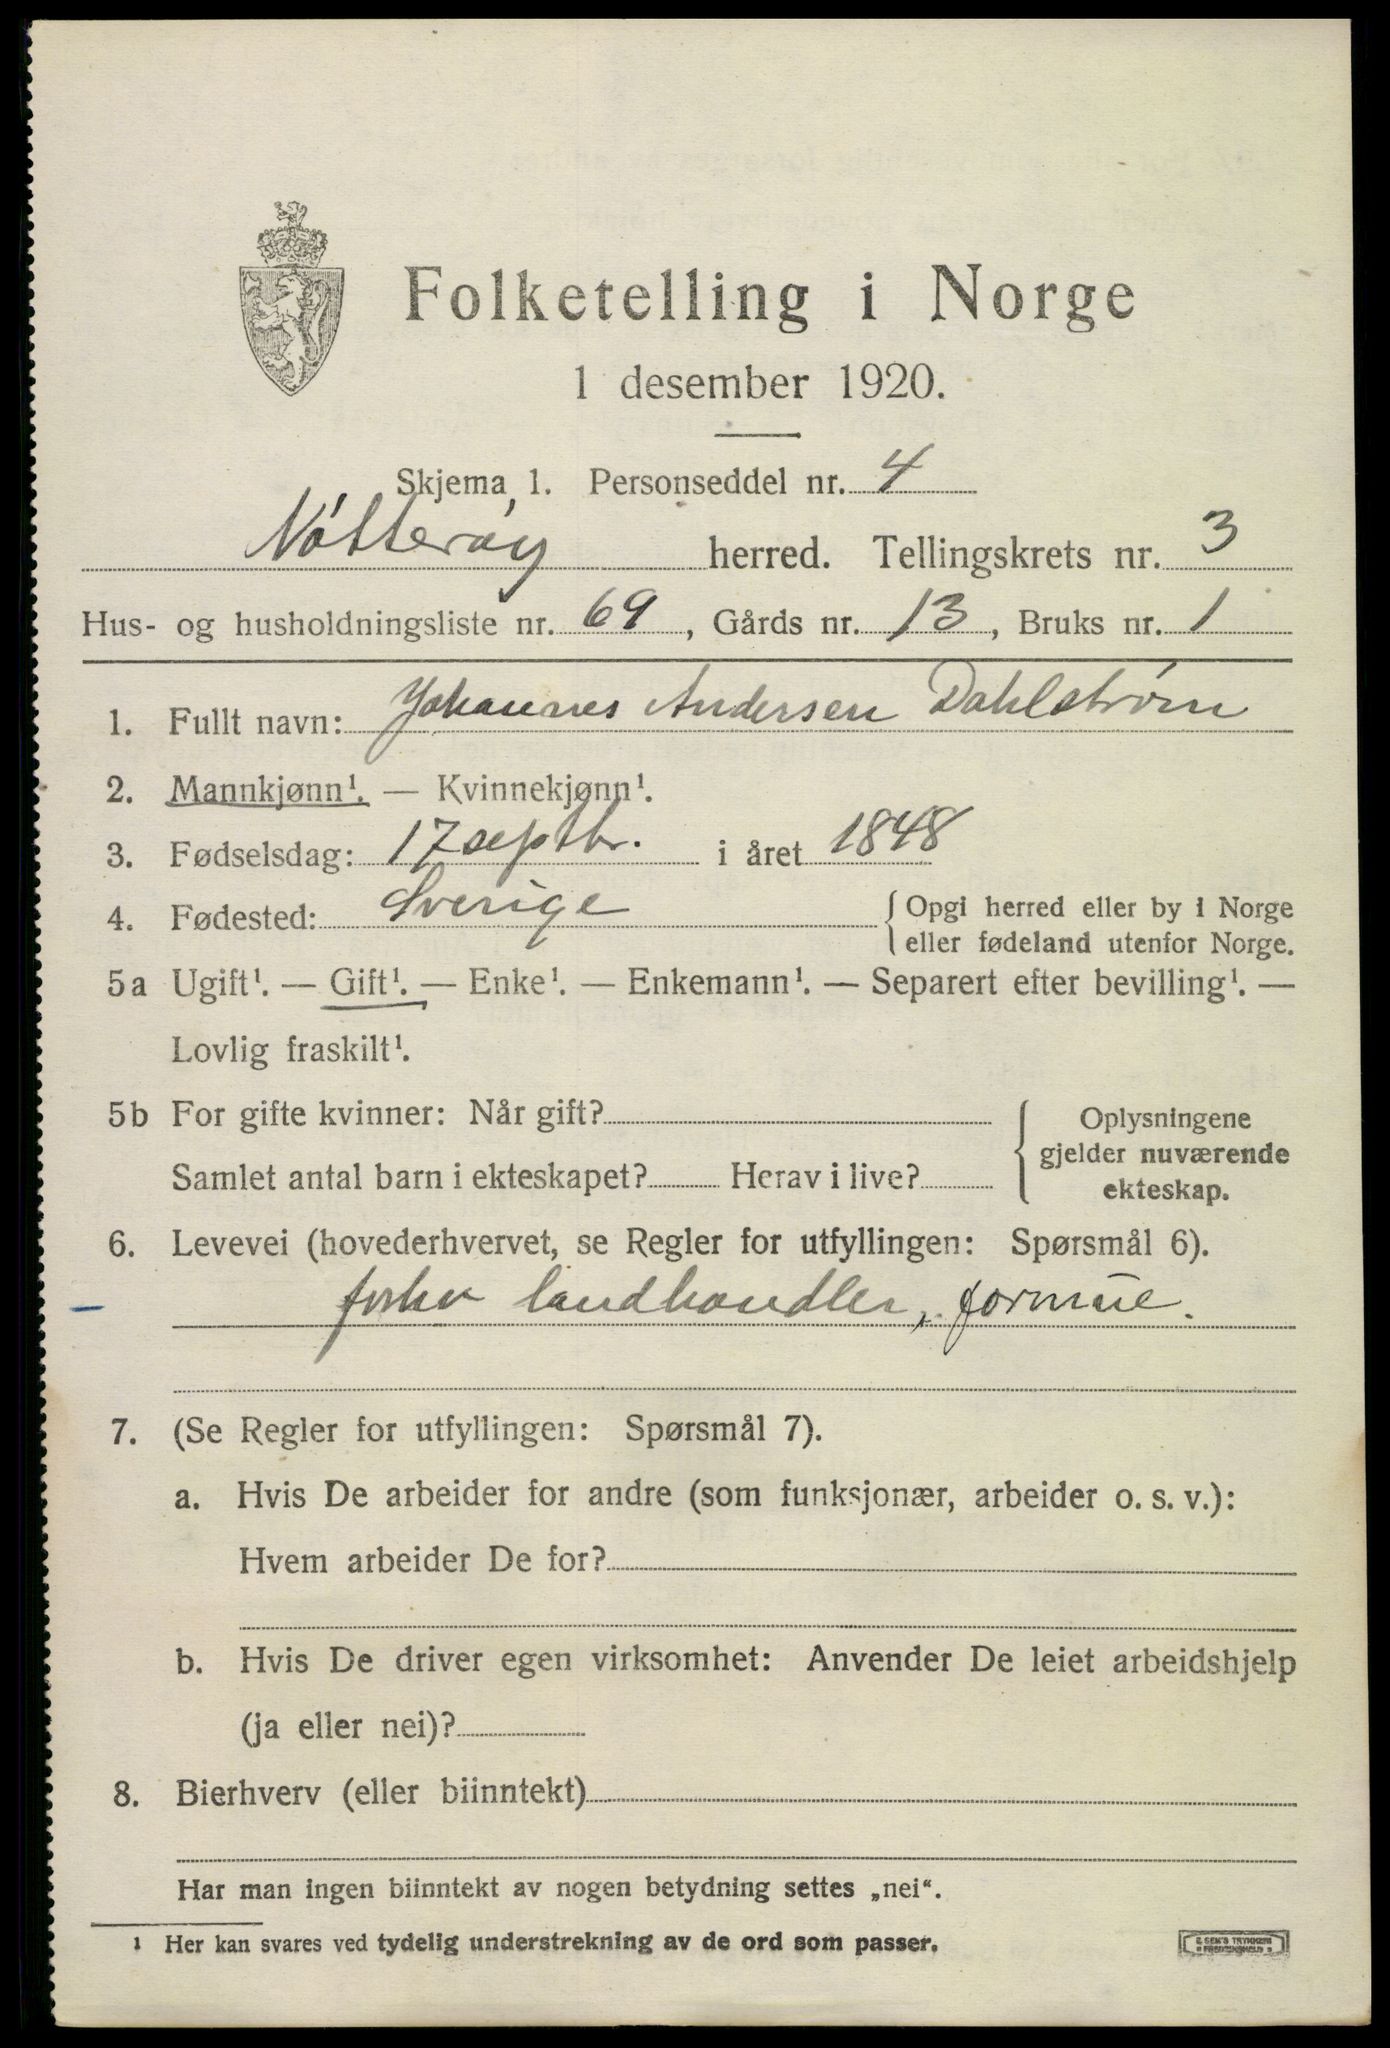 Folketelling i Norge
1 desember 1920.
Skjema 1. Personseddel nr. 4
Nótterøy herred. Tellingskrets nr. 3
Hus- og husholdningsliste nr. 69, Gårds nr. 13, Bruks nr. 1
1. Fullt navn: Johannes Andersen Dahlstrøm
2. Mannkjønn¹. — Kvinnekjønn¹.
3. Fødselsdag: 17 septbr. i året 1848
4. Fødested: Sverige { Opgi herred eller by i Norge
eller fødeland utenfor Norge.
5a Ugift¹. — Gift¹. — Enke¹. — Enkemann¹. — Separert efter bevilling¹. —
Lovlig fraskilt¹.
5b For gifte kvinner: Når gift?
Samlet antal barn i ekteskapet? Herav i live?
{ Oplysningene
gjelder nuværende
ekteskap.
6. Levevei (hovederhvervet, se Regler for utfyllingen: Spørsmål 6).
landhandler, formue.
7. (Se Regler for utfyllingen: Spørsmål 7).
a. Hvis De arbeider for andre (som funksjonær, arbeider o. s. v.):
Hvem arbeider De for?
b. Hvis De driver egen virksomhet: Anvender De leiet arbeidshjelp
(ja eller nei)?
8. Bierhverv (eller biinntekt)
Har man ingen biinntekt av nogen betydning settes „nei“.
¹ Her kan svares ved tydelig understrekning av de ord som passer.